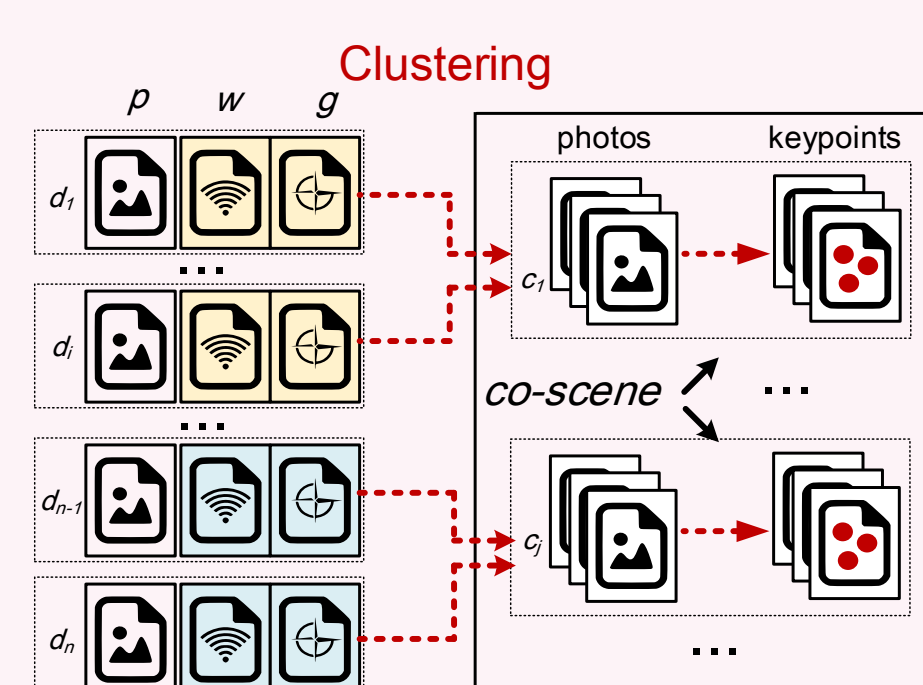 Clustering
p w g
photos keypoints
d1
...
c1
di
co-scene ...
...
dn-1
cj
dn
...